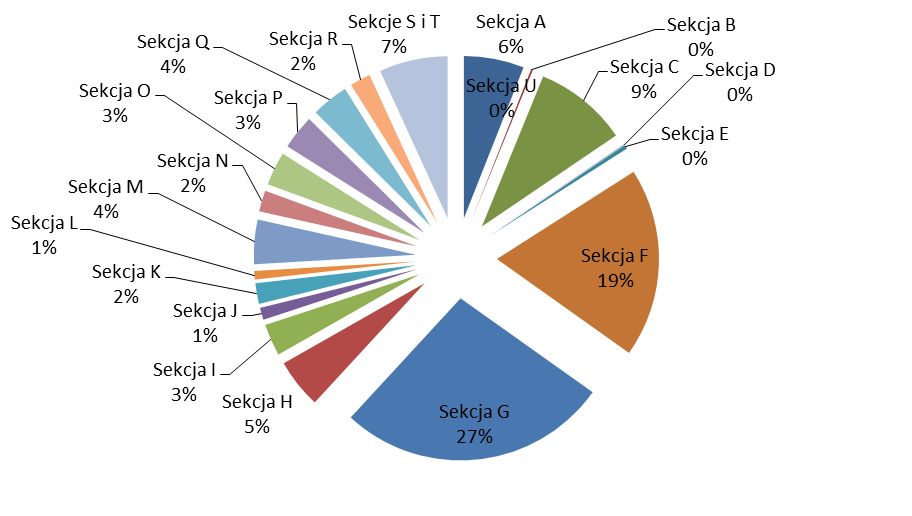 Sekcja A
6%
Sekcja B
0%
Sekcja C
9%
Sekcja D
0%
Sekcja E
0%
Sekcja F
19%
Sekcja G
27%
Sekcja H
5%
Sekcja I
3%
Sekcja J
1%
Sekcja K
2%
Sekcja L
1%
Sekcja M
4%
Sekcja N
2%
Sekcja O
3%
Sekcja P
3%
Sekcja Q
4%
Sekcja R
2%
Sekcje S i T
7%
Sekcja U
0%